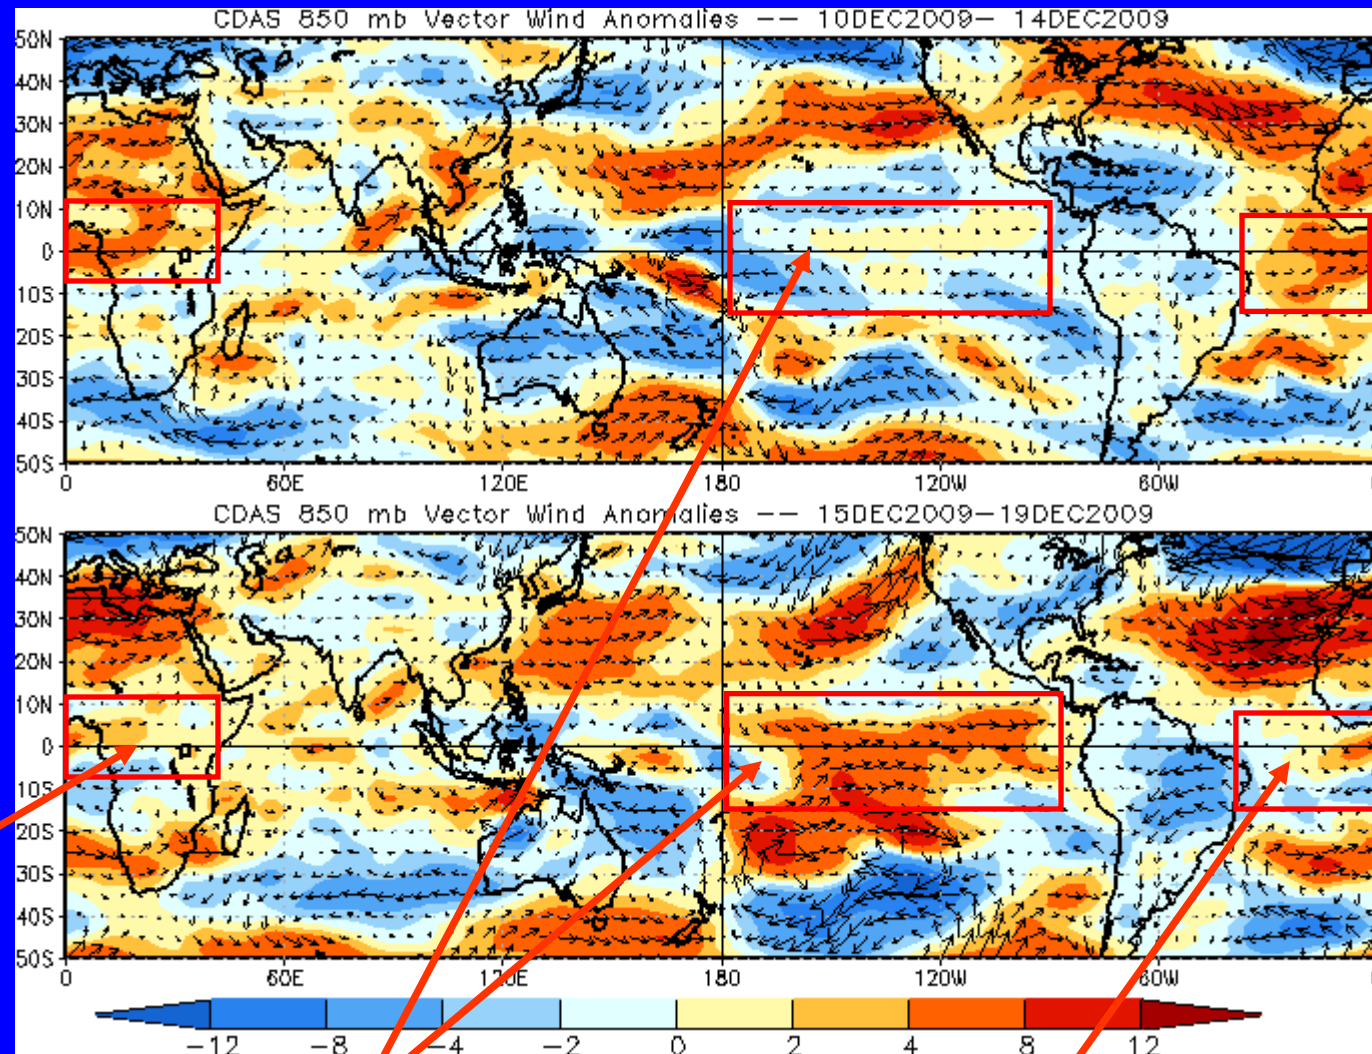 CDAS 850 mb Vector Wind Anomalies -- 10DEC2009- 14DEC2009
50N
40N
30N
20N
10N
0
10S
20S
30S
40S
50S
0 60E 120E 180 120W 60W
CDAS 850 mb Vector Wind Anomalies -- 15DEC2009-19DEC2009
50N
40N
30N
20N
10N
0
10S
20S
30S
40S
50S
0 60E 120E 180 120W 60W
-12 -8 -4 -2 0 2 4 8 12